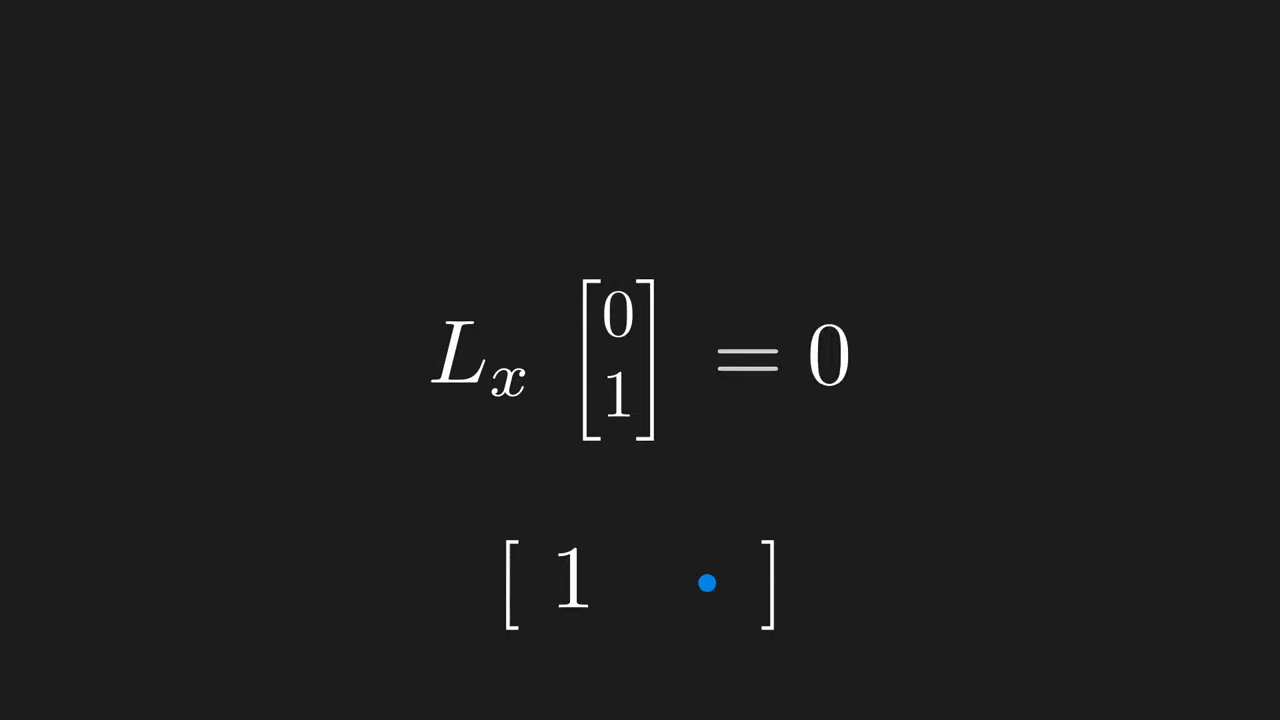 L_x [0 1] = 0
[ 1 • ]